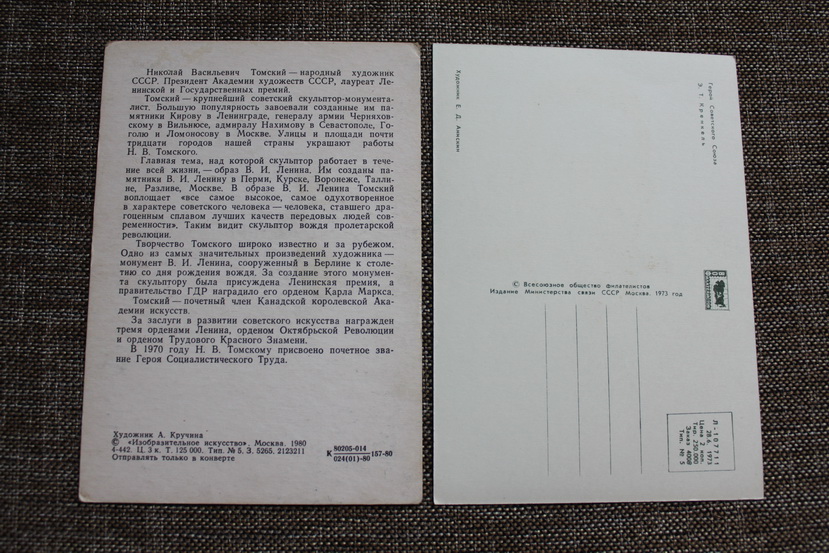 Николай Васильевич Томский — народный художник
СССР. Президент Академии художеств СССР, лауреат Ле-
нинской и Государственных премий.
Томский — крупнейший советский скульптор-монумента-
лист. Большую популярность завоевали созданные им па-
мятники Кирову в Ленинграде, генералу армии Черняхов-
скому в Вильнюсе, адмиралу Нахимову в Севастополе, Го-
голю и Ломоносову в Москве. Улицы и площади почти
тридцати городов нашей страны украшают работы
Н. В. Томского.
Главная тема, над которой скульптор работает в тече-
ние всей жизни, — образ В. И. Ленина. Им созданы па-
мятники В. И. Ленину в Перми, Курске, Воронеже, Талли-
не, Разливе, Москве. В образе В. И. Ленина Томский
воплощает «все самое высокое, самое одухотворенное
в характере советского человека — человека, ставшего дра-
гоценным сплавом лучших качеств передовых людей сов-
ременности». Таким видит скульптор вождя пролетарской
революции.
Творчество Томского широко известно и за рубежом.
Одно из самых значительных произведений художника —
монумент В. И. Ленина, сооруженный в Берлине к столе-
тию со дня рождения вождя. За создание этого монумен-
та скульптору была присуждена Ленинская премия, а
правительство ГДР наградило его орденом Карла Маркса.
Томский — почетный член Канадской королевской Ака-
демии искусств.
За заслуги в развитии советского искусства награжден
тремя орденами Ленина, орденом Октябрьской Революции
и орденом Трудового Красного Знамени.
В 1970 году Н. В. Томскому присвоено почетное зва-
ние Героя Социалистического Труда.
Художник А. Кручина
© «Изобразительное искусство». Москва. 1980
4-442. Ц. 3 к. Т. 125 000. Тип. № 5. З. 5265. 2123211
Отправлять только в конверте
К 80205-014
024(01)-80 157-80
Художник Е. Д. Анискин
Герой Советского Союза
Э. Т. Кренкель
© Всесоюзное общество филателистов
Издание Министерства связи СССР Москва. 1973 год
Л-107711
28.6. 1973
Цена 2 коп.
Тир. 250.000
Заказ 4008
Тип. № 5